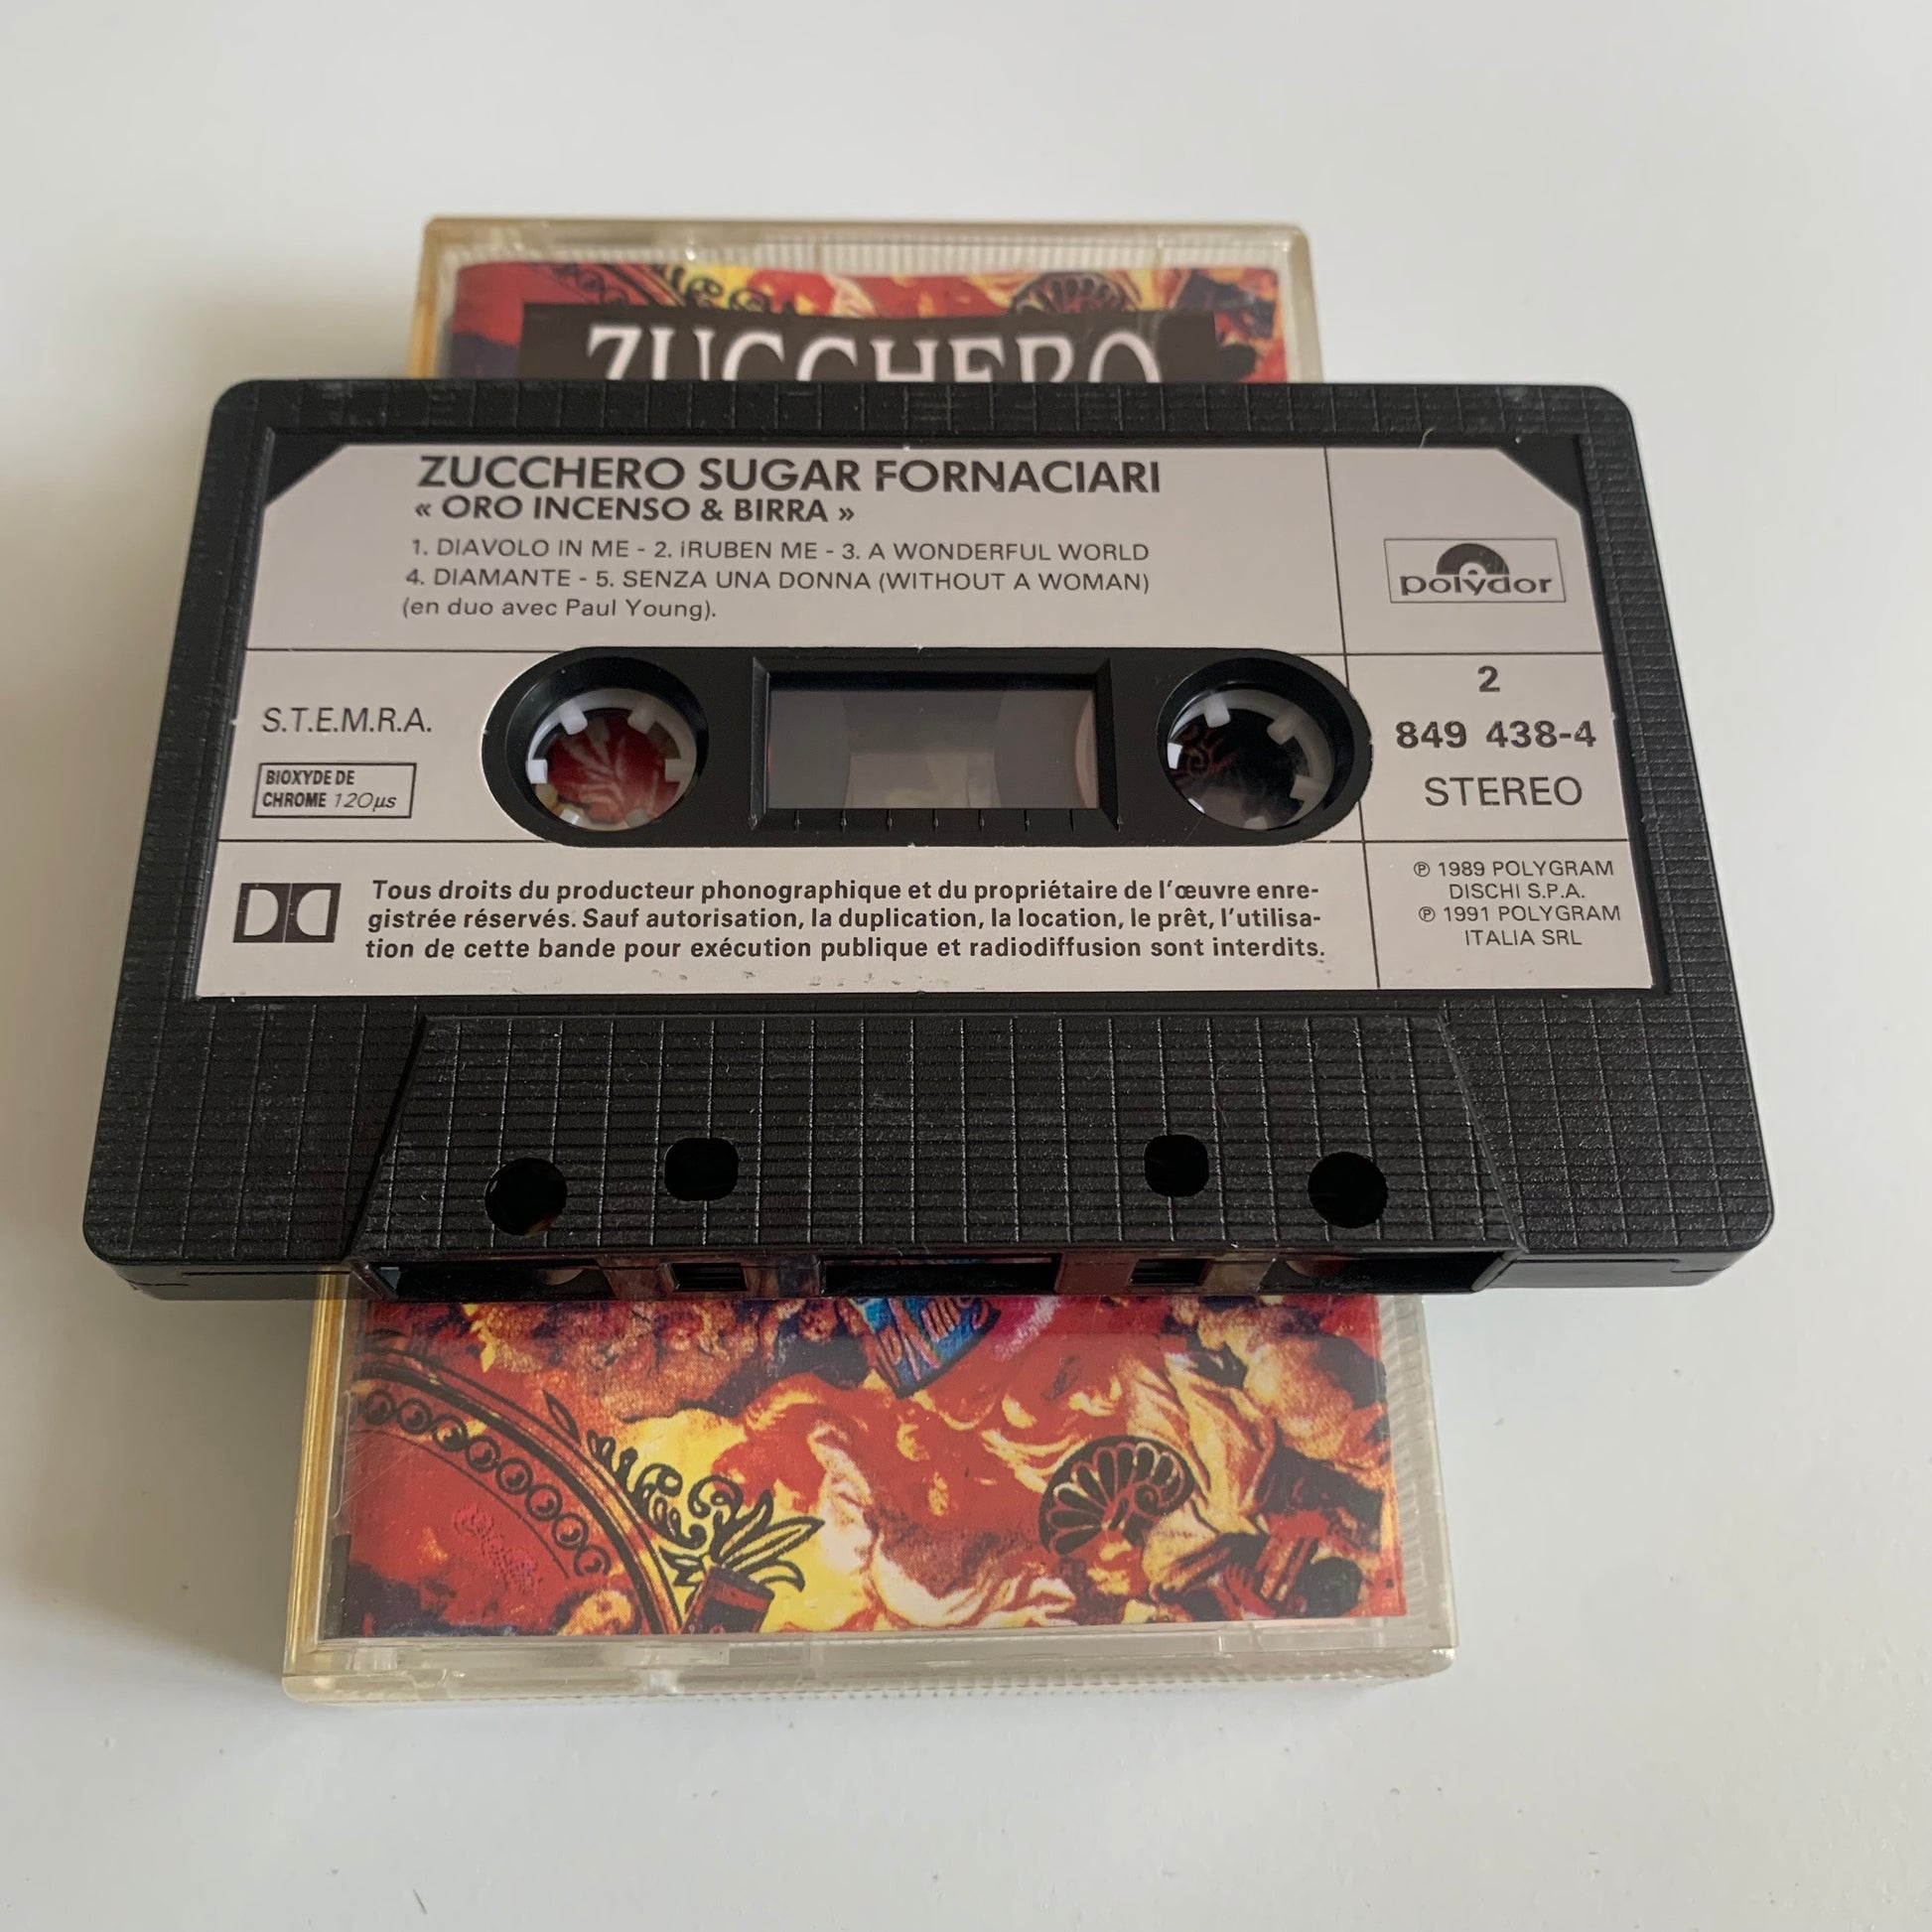 ZUCCHERO
ZUCCHERO SUGAR FORNACIARI
« ORO INCENSO & BIRRA »
1. DIAVOLO IN ME - 2. iRUBEN ME - 3. A WONDERFUL WORLD
4. DIAMANTE - 5. SENZA UNA DONNA (WITHOUT A WOMAN)
(en duo avec Paul Young).
polydor
S.T.E.M.R.A.
BIOXYDE DE
CHROME 120µs
2
849 438-4
STEREO
Tous droits du producteur phonographique et du propriétaire de l'œuvre enre-
gistrée réservés. Sauf autorisation, la duplication, la location, le prêt, l'utilisa-
tion de cette bande pour exécution publique et radiodiffusion sont interdits.
℗ 1989 POLYGRAM
DISCHI S.P.A.
℗ 1991 POLYGRAM
ITALIA SRL